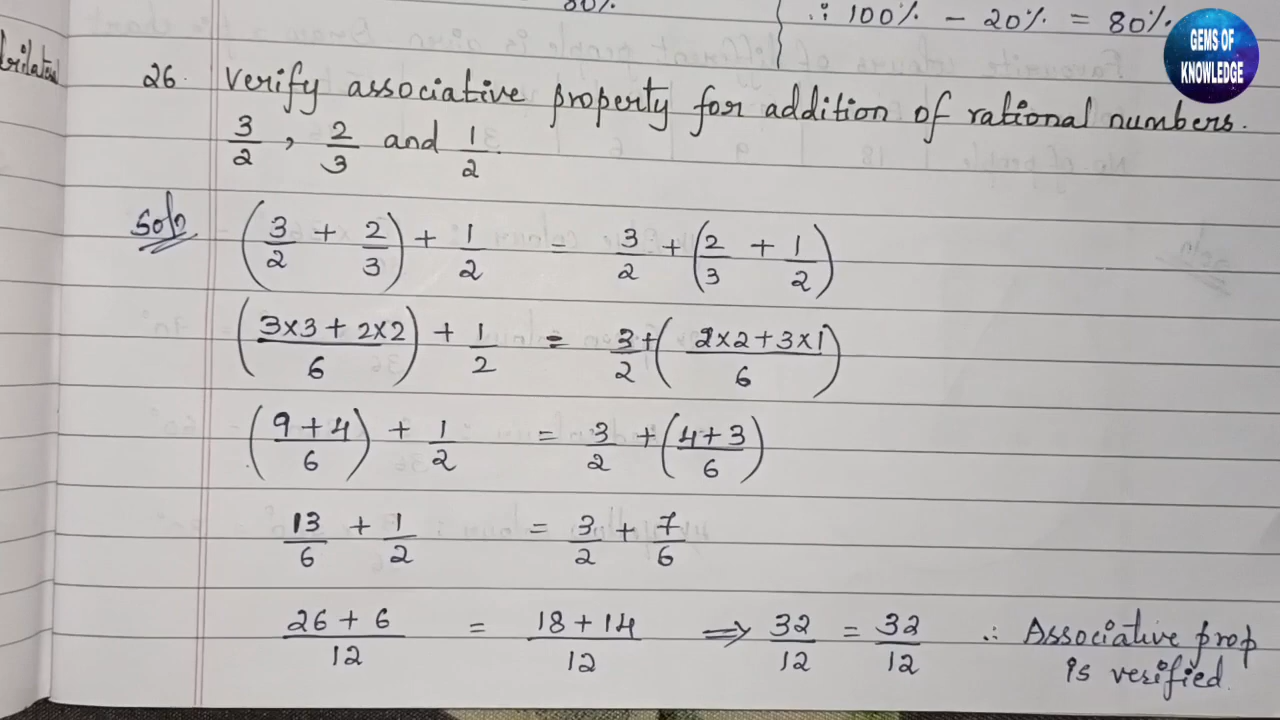 80%
∴ 100% - 20% = 80%
GEMS OF
KNOWLEDGE
26. Verify associative property for addition of rational numbers.
3/2, 2/3 and 1/2.
Soln (3/2 + 2/3) + 1/2 = 3/2 + (2/3 + 1/2)
((3×3 + 2×2)/6) + 1/2 = 3/2 + ((2×2 + 3×1)/6)
((9+4)/6) + 1/2 = 3/2 + ((4+3)/6)
13/6 + 1/2 = 3/2 + 7/6
(26 + 6)/12 = (18 + 14)/12 ⇒ 32/12 = 32/12 ∴ Associative prop
is verified.